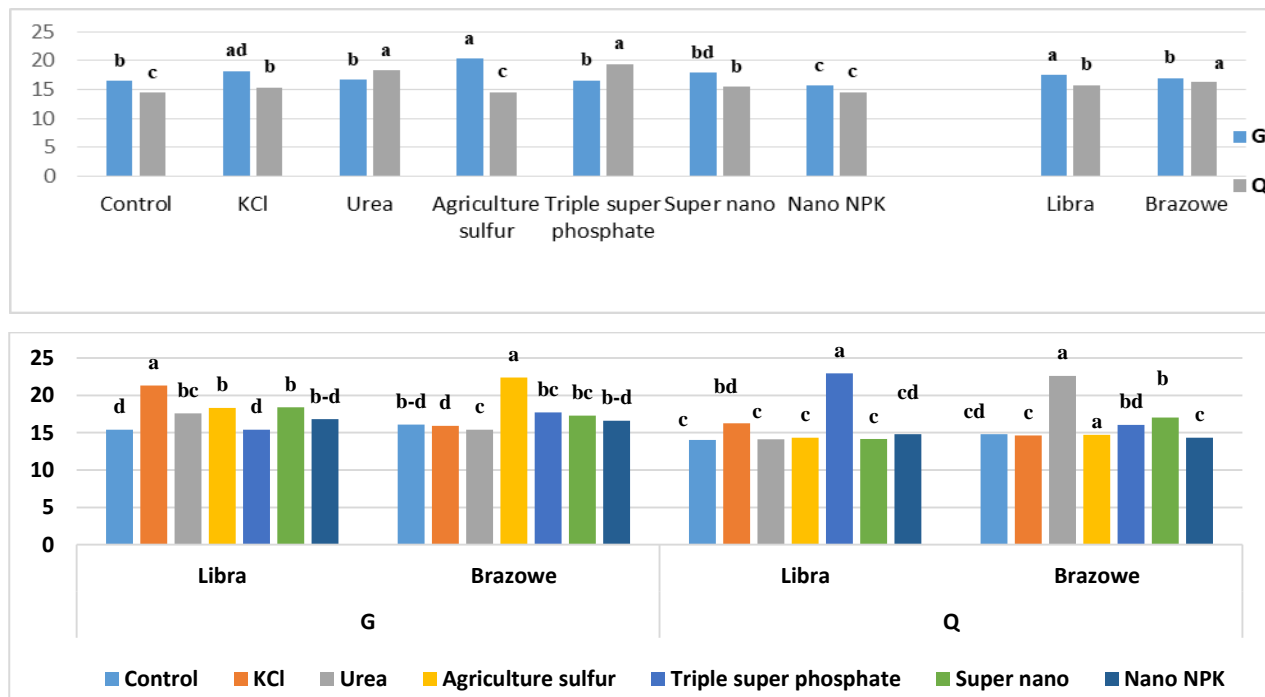 25
20
15
10
5
0
b c ad b b a a c b a bd b c c a b b a
Control KCl Urea Agriculture sulfur Triple super phosphate Super nano Nano NPK Libra Brazowe
G
Q
25
20
15
10
5
0
d a bc b d b b-d b-d d c a bc bc b-d c bd c c a c cd cd c a a bd b c
Libra Brazowe Libra Brazowe
G Q
Control KCl Urea Agriculture sulfur Triple super phosphate Super nano Nano NPK